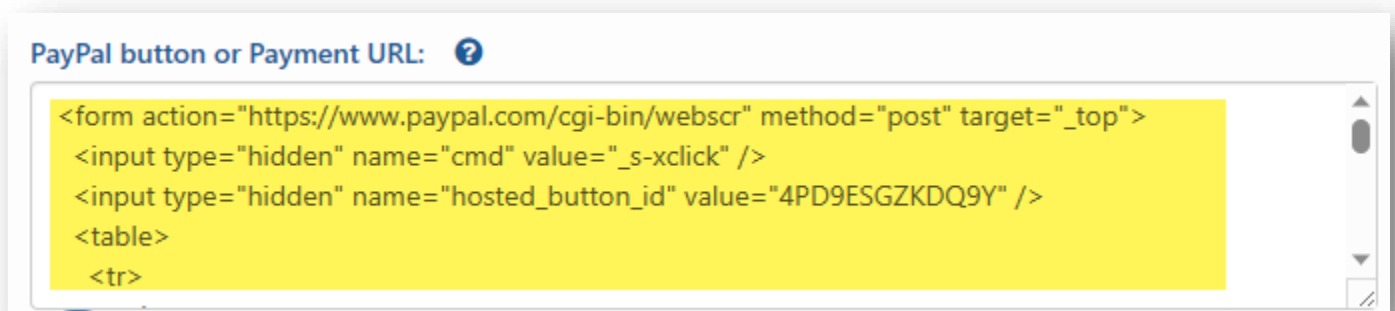 PayPal button or Payment URL:
<form action="https://www.paypal.com/cgi-bin/webscr" method="post" target="_top">
<input type="hidden" name="cmd" value="_s-xclick" />
<input type="hidden" name="hosted_button_id" value="4PD9ESGZKDQ9Y" />
<table>
<tr>